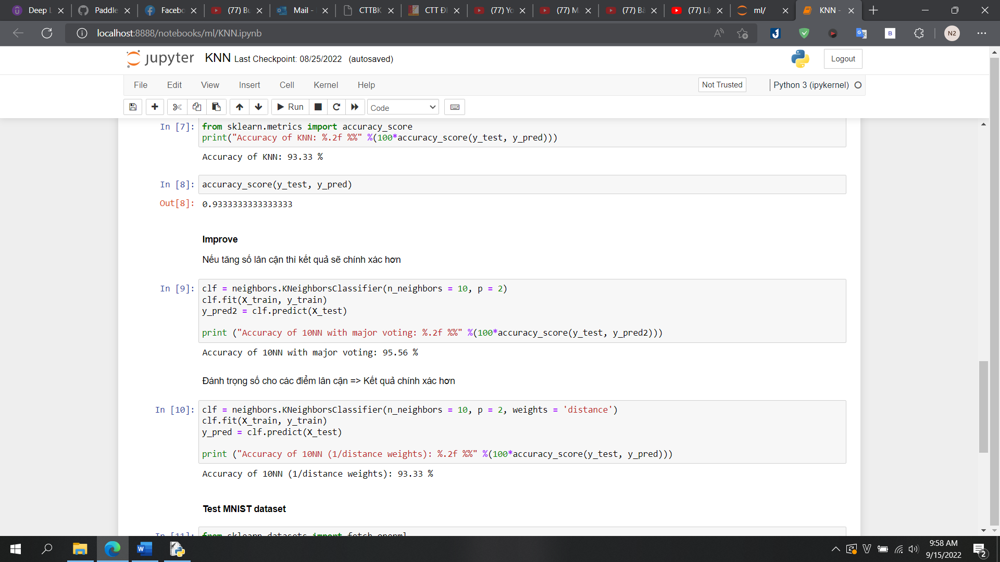 Deep L
Paddle
Facebo
(77) Bu
Mail -
CTTBK
CTT Đ
(77) Yo
(77) M
(77) Bà
(77) Lậ
ml/
KNN -
localhost:8888/notebooks/ml/KNN.ipynb
B
N2
jupyter KNN Last Checkpoint: 08/25/2022 (autosaved)
Logout
File Edit View Insert Cell Kernel Help
Not Trusted
Python 3 (ipykernel)
Run
Code
In [7]: from sklearn.metrics import accuracy_score
print("Accuracy of KNN: %.2f %%" %(100*accuracy_score(y_test, y_pred)))
Accuracy of KNN: 93.33 %
In [8]: accuracy_score(y_test, y_pred)
Out[8]: 0.9333333333333333
Improve
Nếu tăng số lân cận thì kết quả sẽ chính xác hơn
In [9]: clf = neighbors.KNeighborsClassifier(n_neighbors = 10, p = 2)
clf.fit(X_train, y_train)
y_pred2 = clf.predict(X_test)
print ("Accuracy of 10NN with major voting: %.2f %%" %(100*accuracy_score(y_test, y_pred2)))
Accuracy of 10NN with major voting: 95.56 %
Đánh trọng số cho các điểm lân cận => Kết quả chính xác hơn
In [10]: clf = neighbors.KNeighborsClassifier(n_neighbors = 10, p = 2, weights = 'distance')
clf.fit(X_train, y_train)
y_pred = clf.predict(X_test)
print ("Accuracy of 10NN (1/distance weights): %.2f %%" %(100*accuracy_score(y_test, y_pred)))
Accuracy of 10NN (1/distance weights): 93.33 %
Test MNIST dataset
In [11]: from sklearn.datasets import fetch_openml
9:58 AM
9/15/2022
2